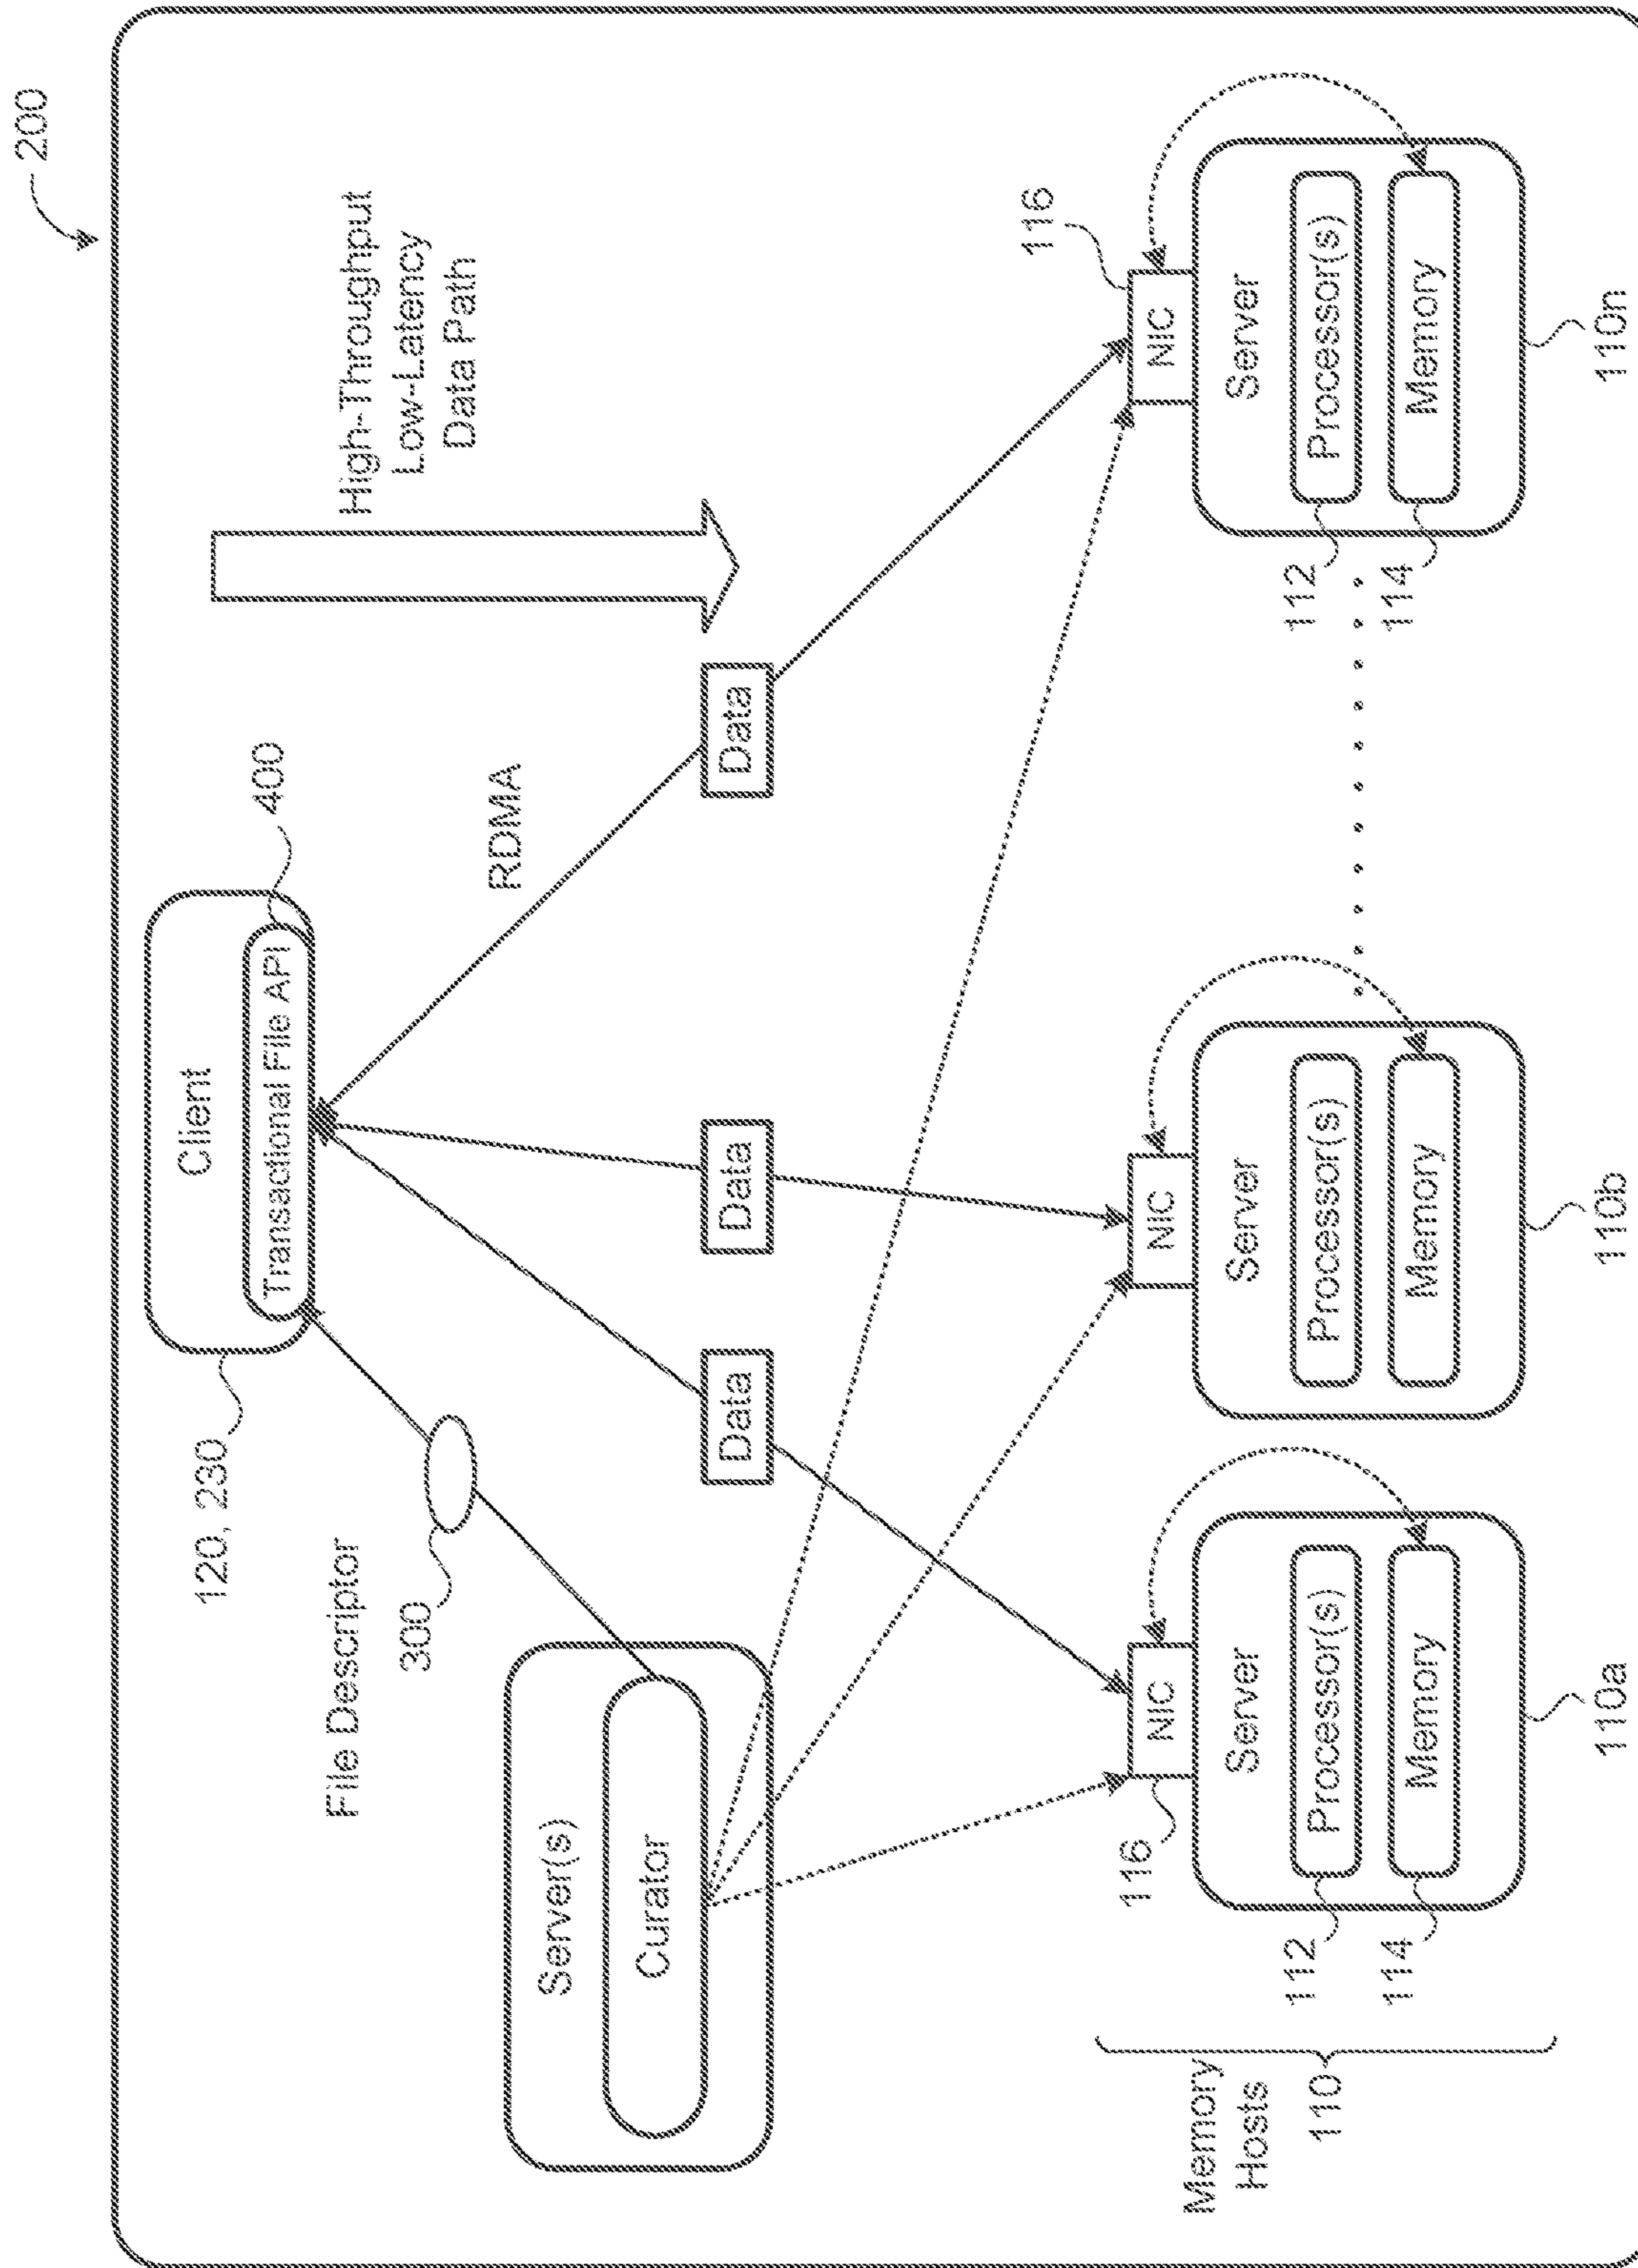 200
Client
Transactional File API
400
120, 230
File Descriptor
300
Server(s)
Curator
RDMA
High-Throughput
Low-Latency
Data Path
Data
Data
Data
Memory
Hosts
110
116
NIC
Server
Processor(s)
Memory
112
114
110a
NIC
Server
Processor(s)
Memory
110b
116
NIC
Server
Processor(s)
Memory
112
114
110n